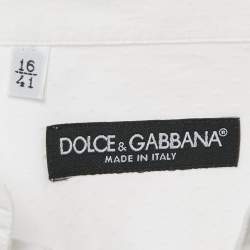 16
41
DOLCE & GABBANA®
MADE IN ITALY